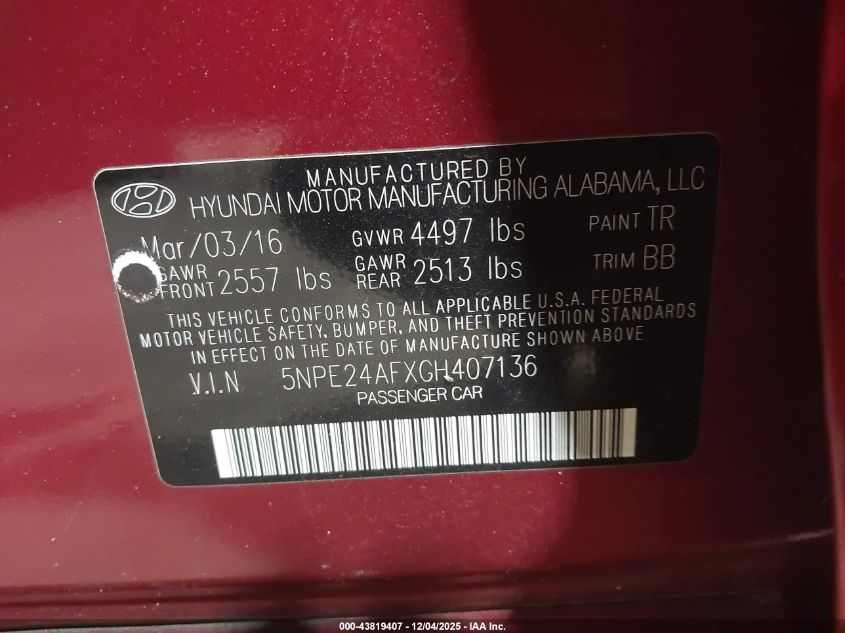 MANUFACTURED BY
HYUNDAI MOTOR MANUFACTURING ALABAMA, LLC
Mar/03/16 GVWR 4497 lbs PAINT TR
GAWR FRONT 2557 lbs GAWR REAR 2513 lbs TRIM BB
THIS VEHICLE CONFORMS TO ALL APPLICABLE U.S.A. FEDERAL
MOTOR VEHICLE SAFETY, BUMPER, AND THEFT PREVENTION STANDARDS
IN EFFECT ON THE DATE OF MANUFACTURE SHOWN ABOVE
V.I.N 5NPE24AFXGH407136
PASSENGER CAR
000-43819407 - 12/04/2025 - IAA Inc.